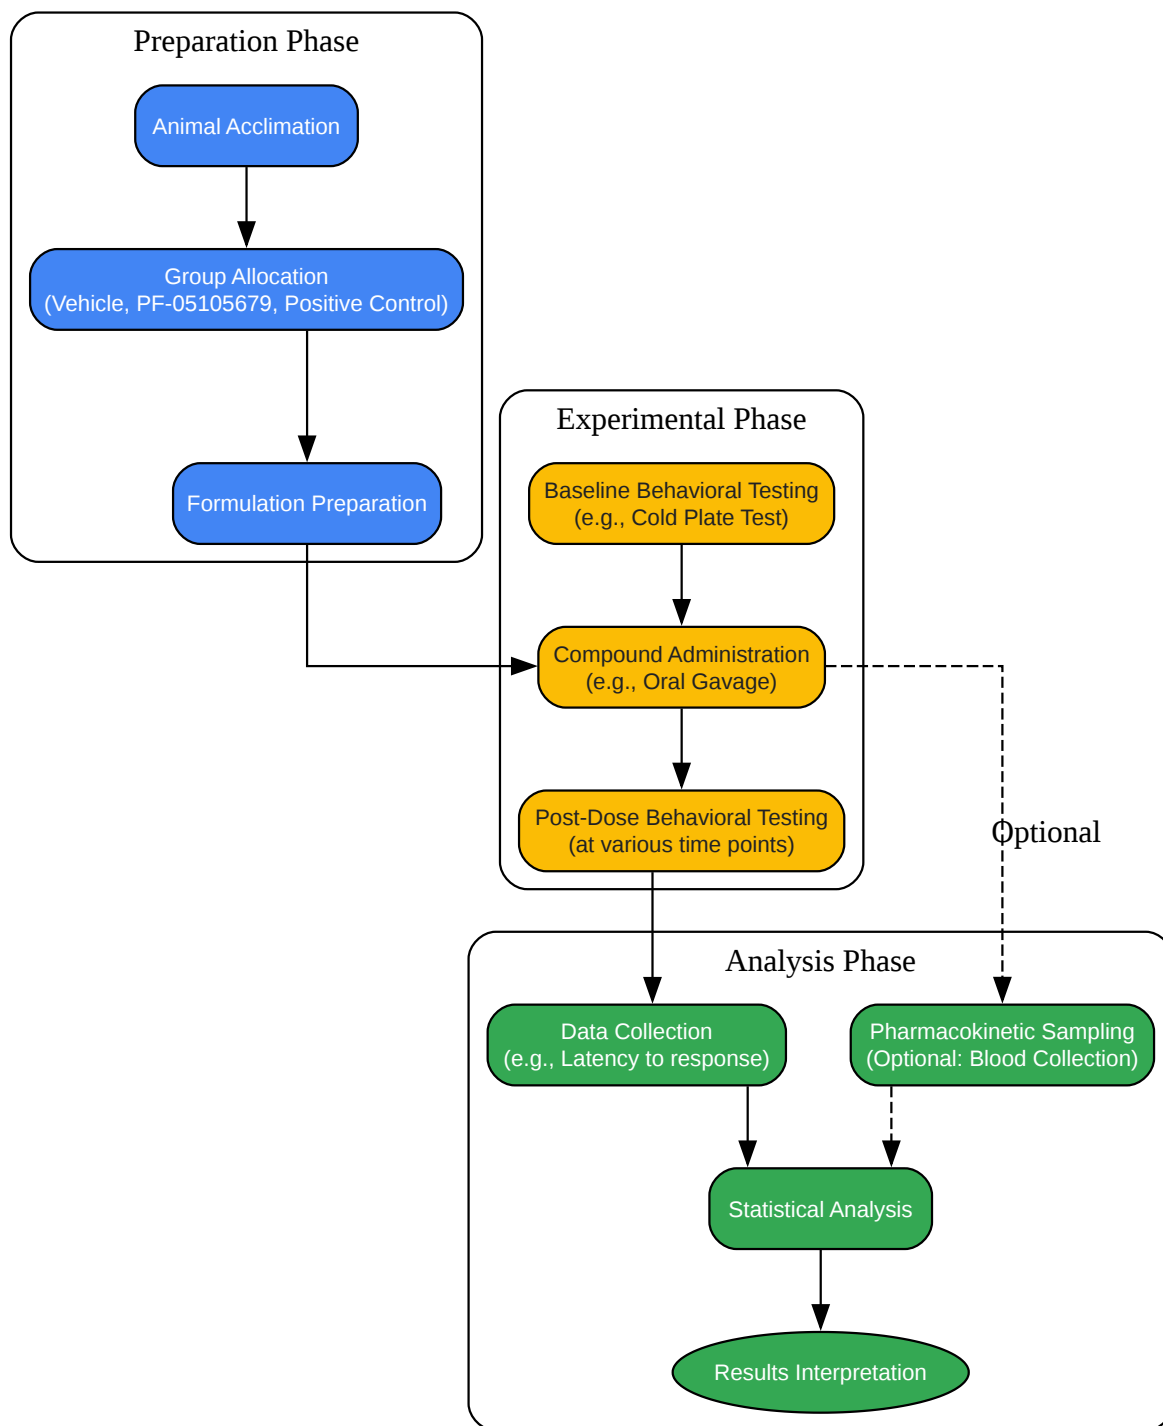 Preparation Phase
Animal Acclimation
Group Allocation
(Vehicle, PF-05105679, Positive Control)
Formulation Preparation
Experimental Phase
Baseline Behavioral Testing
(e.g., Cold Plate Test)
Compound Administration
(e.g., Oral Gavage)
Post-Dose Behavioral Testing
(at various time points)
Optional
Analysis Phase
Data Collection
(e.g., Latency to response)
Pharmacokinetic Sampling
(Optional: Blood Collection)
Statistical Analysis
Results Interpretation